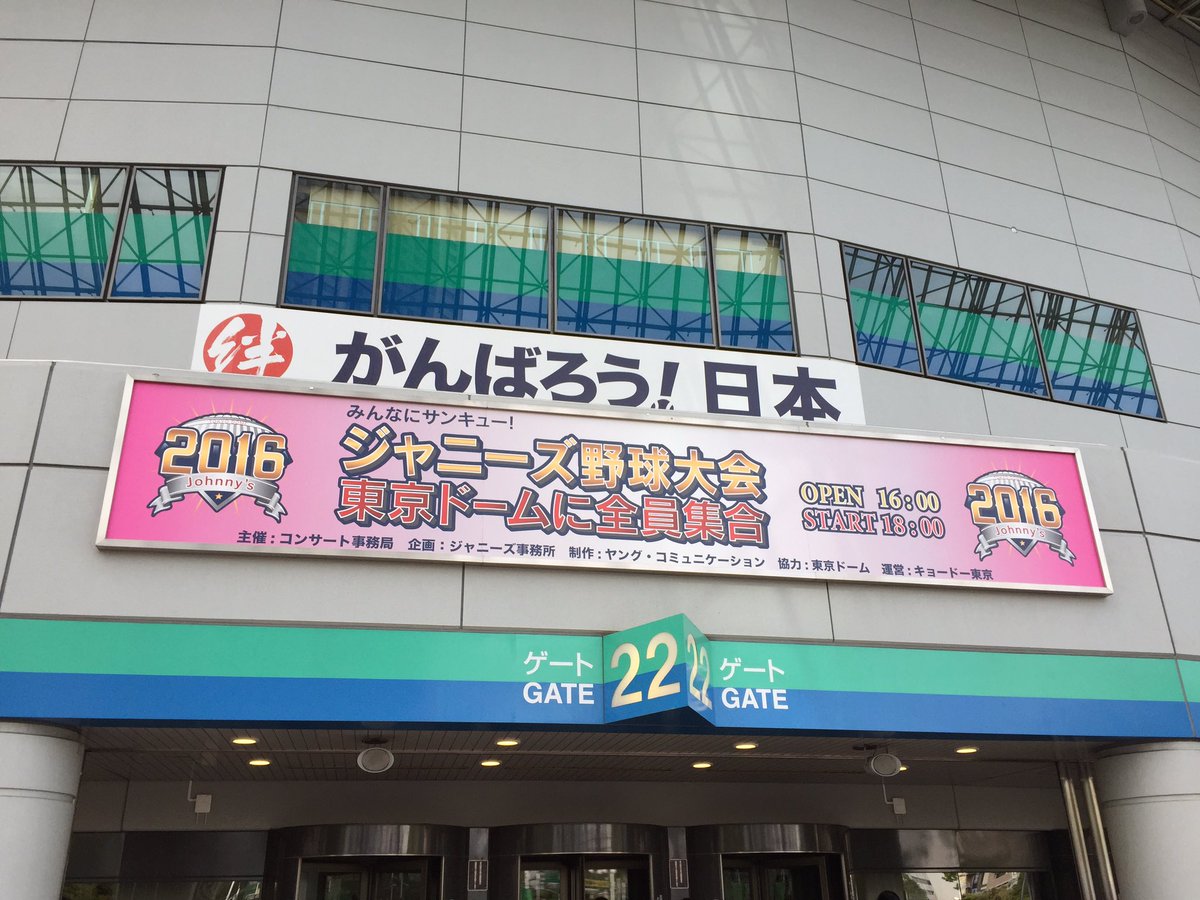 絆 がんばろう!日本
みんなにサンキュー!
ジャニーズ野球大会
東京ドームに全員集合
OPEN 16:00
START 18:00
2016
Johnny's
2016
Johnny's
主催:コンサート事務局 企画:ジャニーズ事務所 制作:ヤング・コミュニケーション 協力:東京ドーム 運営:キョードー東京
ゲート
GATE
22
22
ゲート
GATE